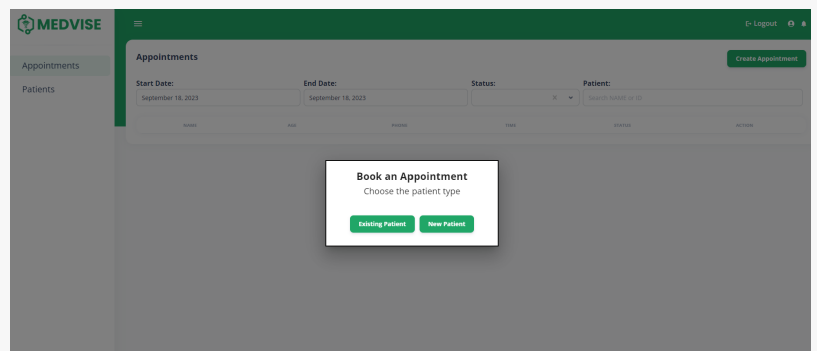 MEDVISE
Logout
Appointments
Patients
Appointments
Create Appointment
Start Date:
End Date:
Status:
Patient:
September 18, 2023
September 18, 2023
Search Name or ID
NAME
AGE
PHONE
TIME
STATUS
ACTION
Book an Appointment
Choose the patient type
Existing Patient
New Patient